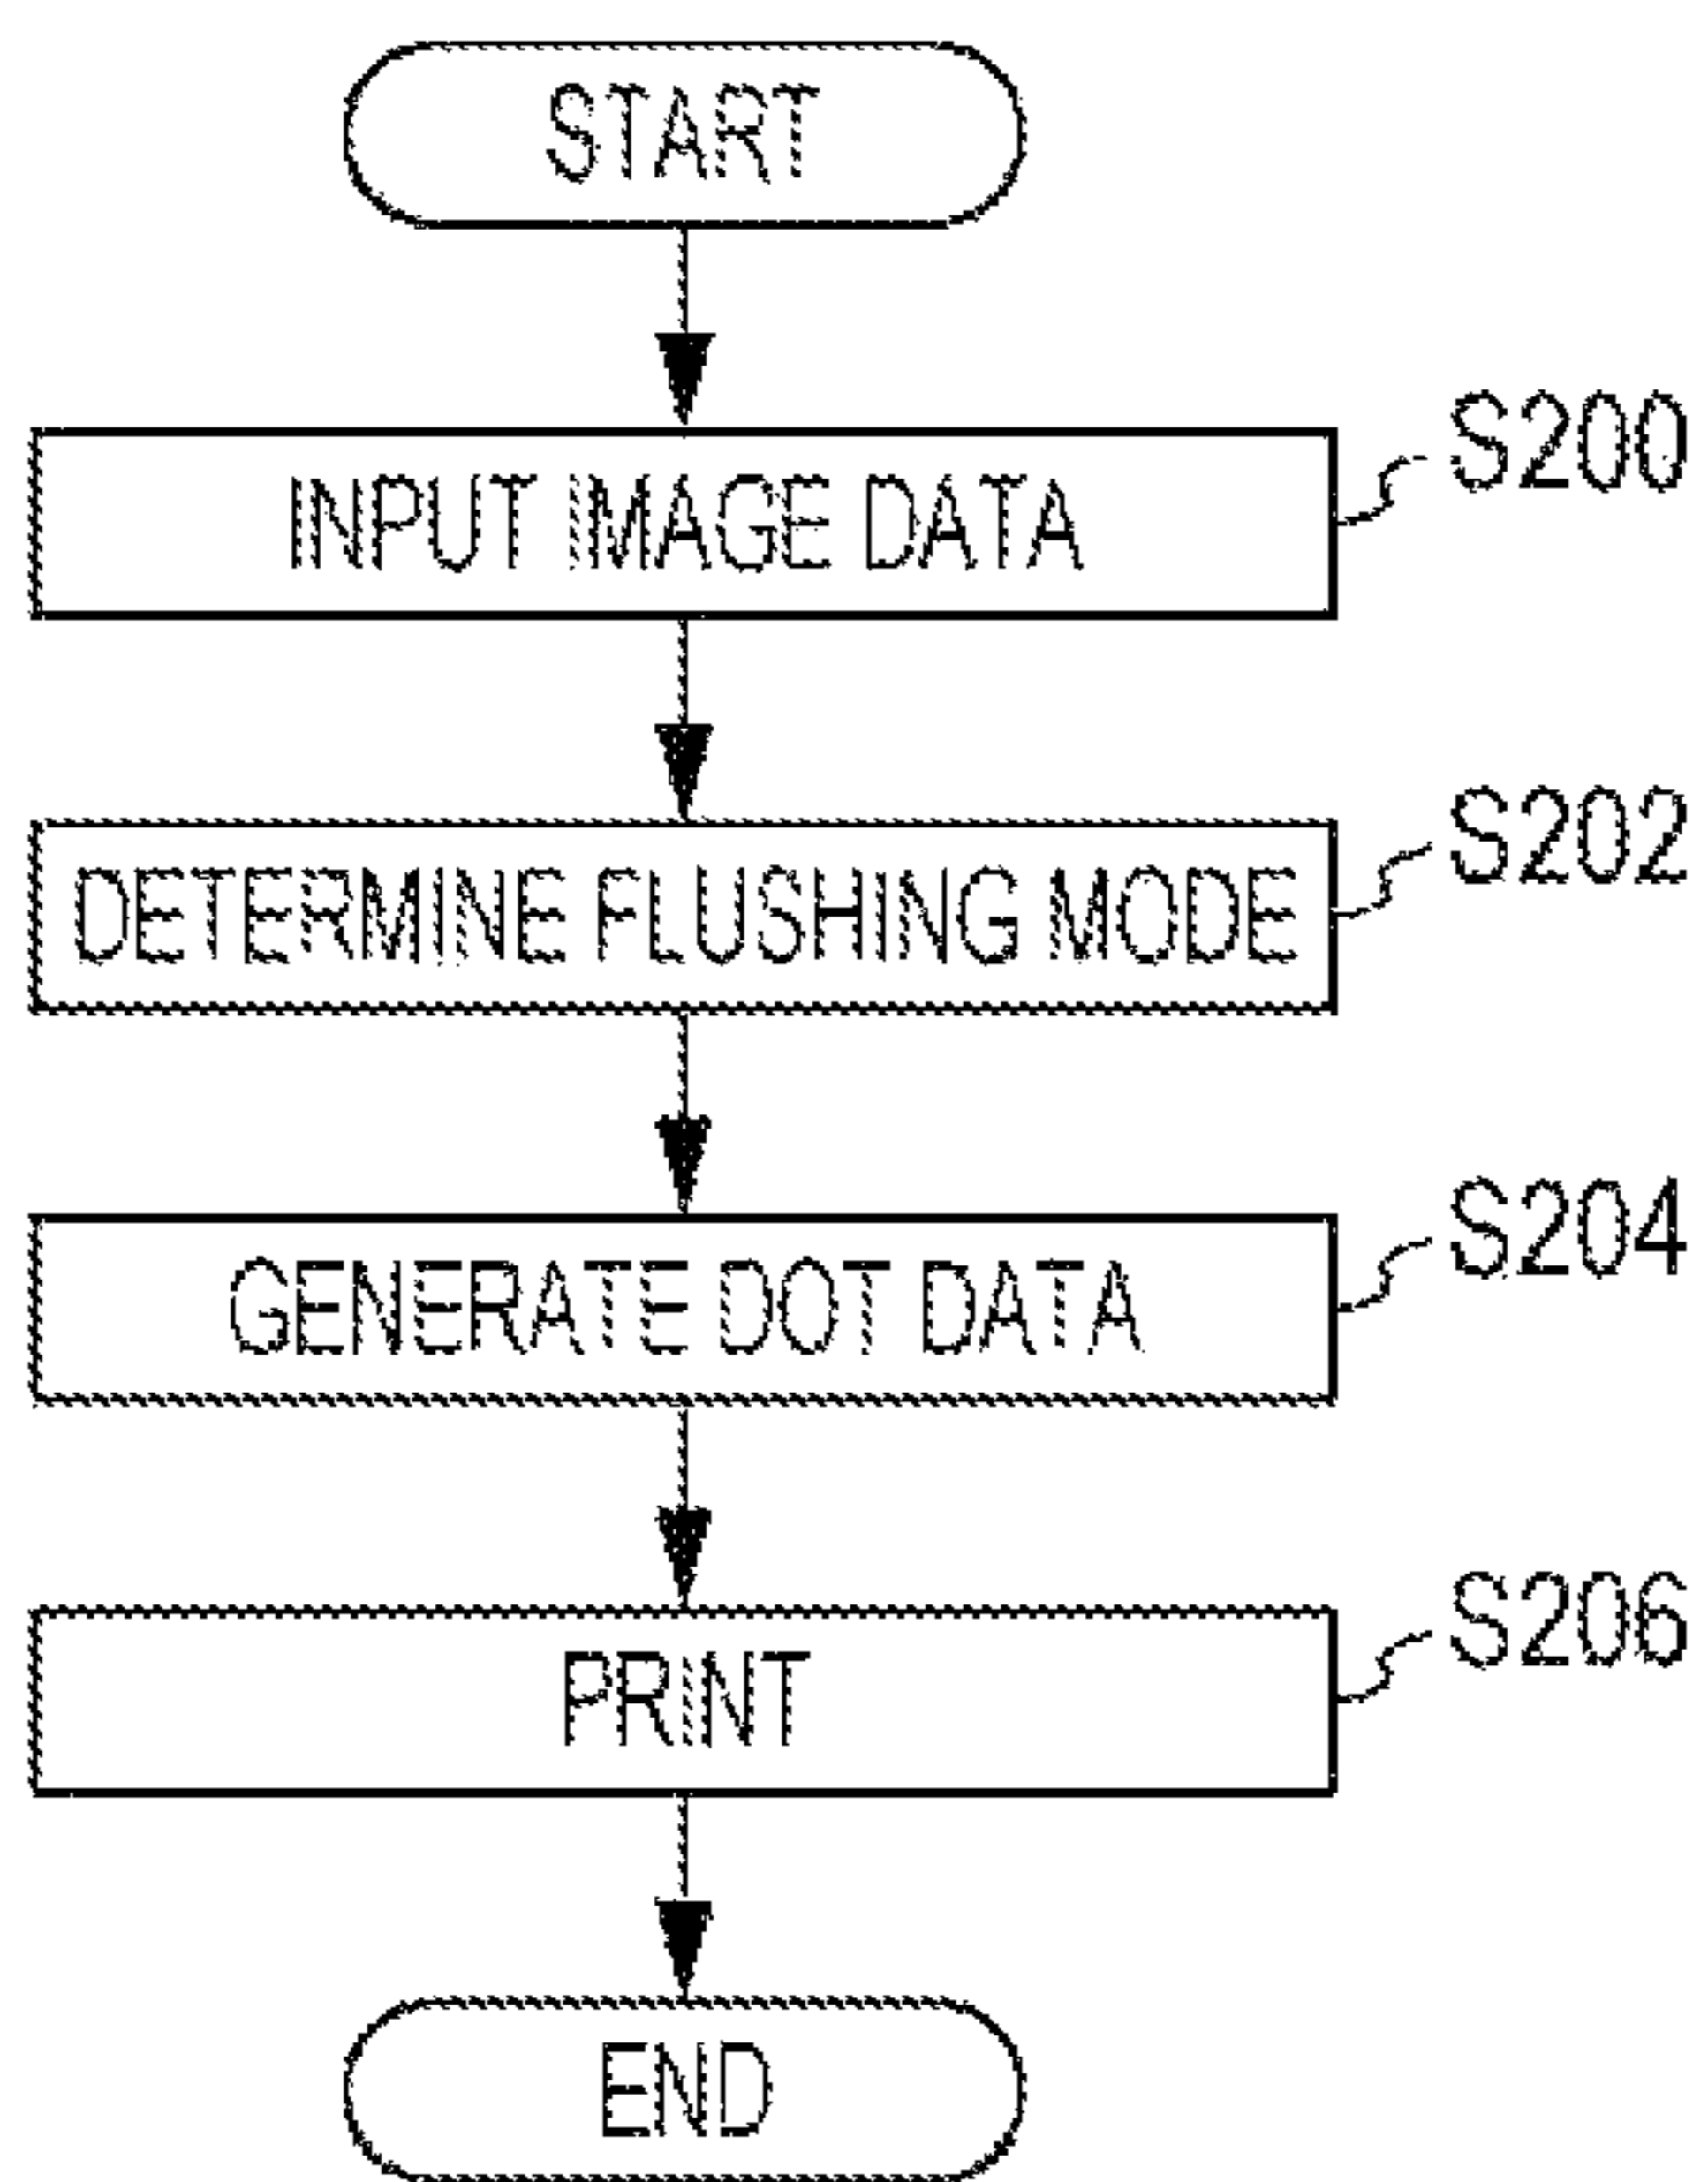 START
INPUT IMAGE DATA
S200
DETERMINE FLUSHING MODE
S202
GENERATE DOT DATA
S204
PRINT
S206
END